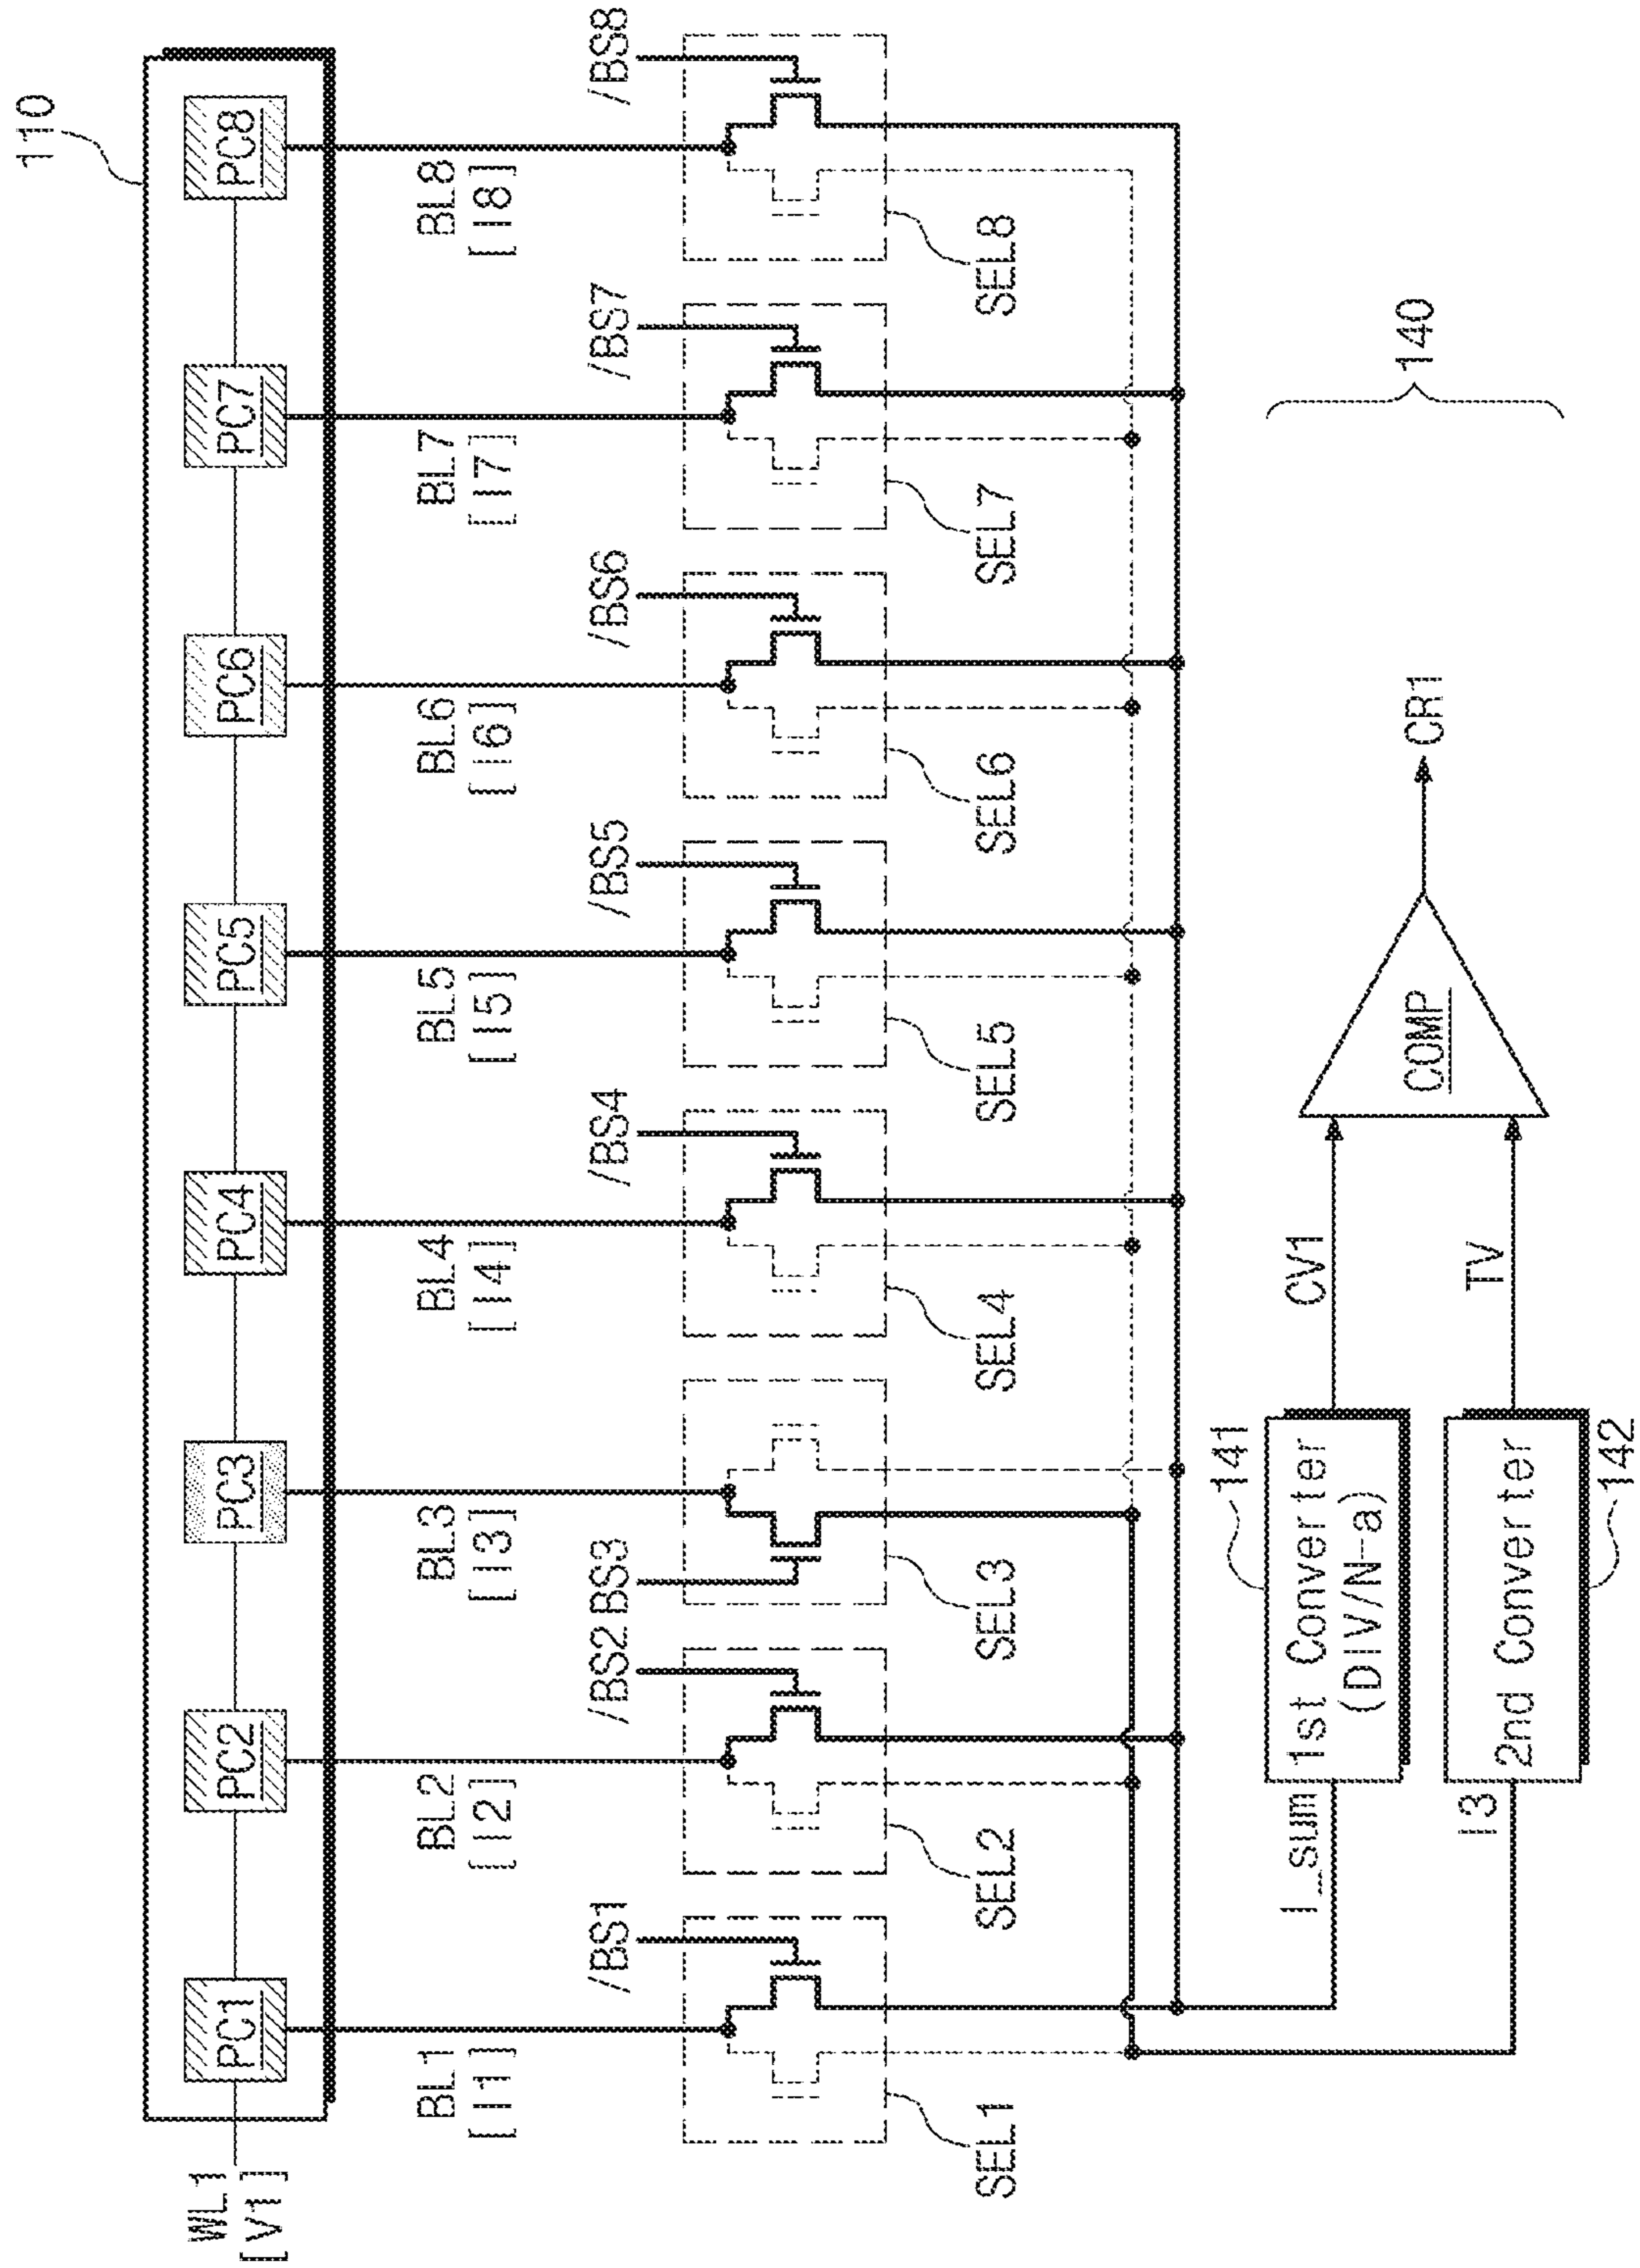 110
WL1
[V1]
PC1
PC2
PC3
PC4
PC5
PC6
PC7
PC8
BL1
[I1]
BL2
[I2]
BL3
[I3]
BL4
[I4]
BL5
[I5]
BL6
[I6]
BL7
[I7]
BL8
[I8]
/BS1
/BS2
BS3
/BS4
/BS5
/BS6
/BS7
/BS8
SEL1
SEL2
SEL3
SEL4
SEL5
SEL6
SEL7
SEL8
I_sum
141
1st Converter
(DIV/N-a)
CV1
I3
2nd Converter
142
TV
COMP
CR1
140